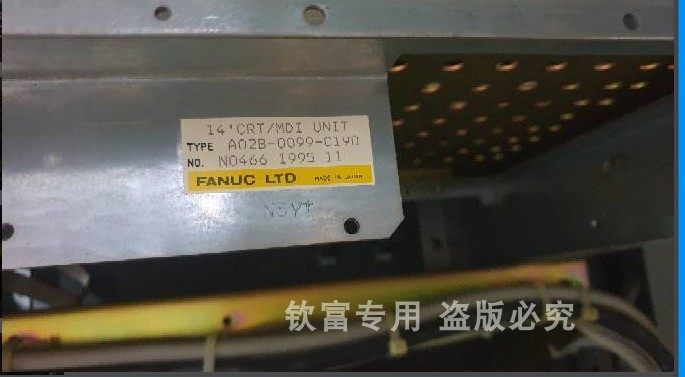 14'CRT/MDI UNIT
TYPE A02B-0099-C190
NO. N0466 1995 11
FANUC LTD MADE IN JAPAN
N5YT
钦富专用 盗版必究